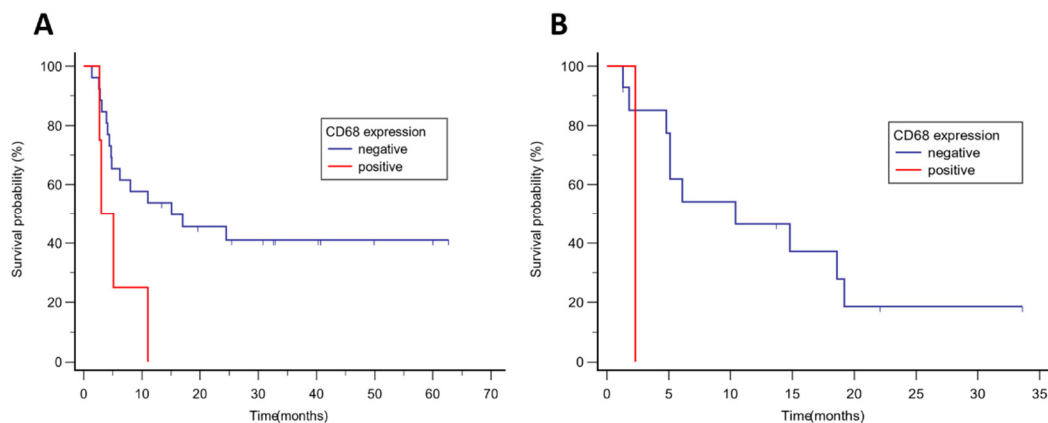 A
B
CD68 expression
negative
positive
Survival probability (%)
100
80
60
40
20
0
0 10 20 30 40 50 60 70
Time(months)
CD68 expression
negative
positive
Survival probability (%)
100
80
60
40
20
0
0 5 10 15 20 25 30 35
Time(months)